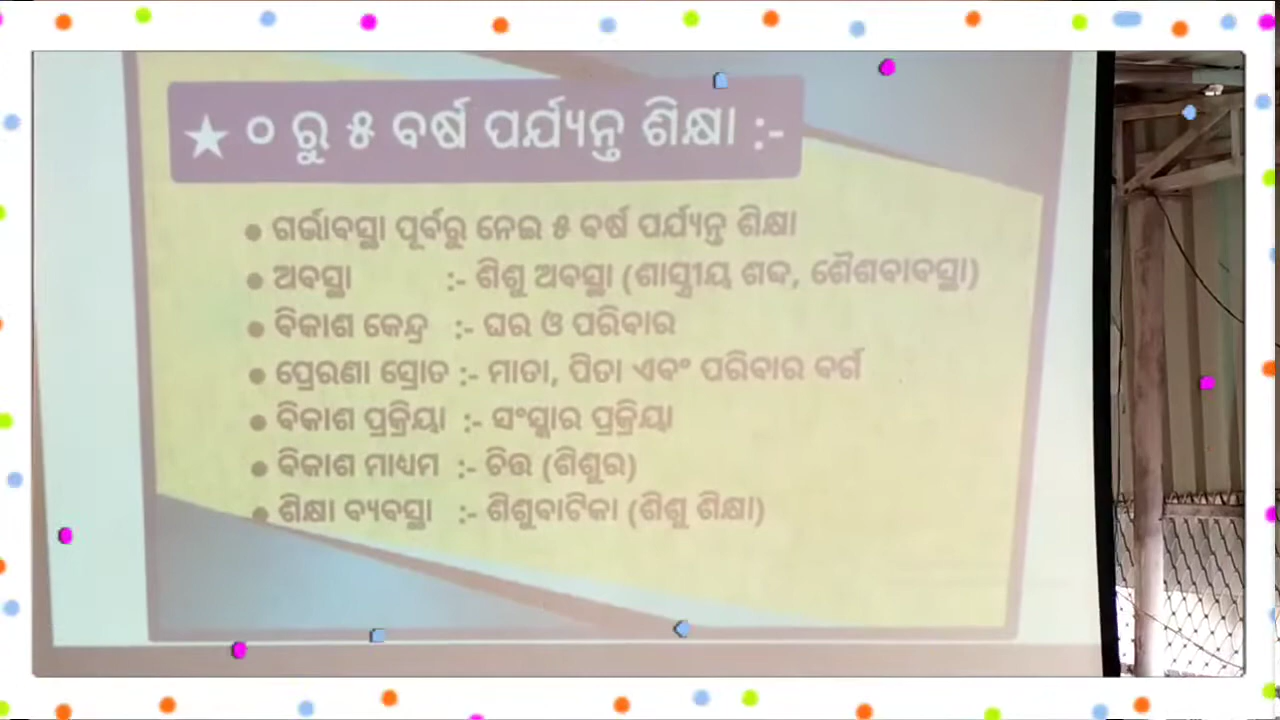 ★ ୦ ରୁ ୫ ବର୍ଷ ପର୍ଯ୍ୟନ୍ତ ଶିକ୍ଷା :-
• ଗର୍ଭାବସ୍ଥା ପୂର୍ବରୁ ନେଇ ୫ ବର୍ଷ ପର୍ଯ୍ୟନ୍ତ ଶିକ୍ଷା
• ଅବସ୍ଥା :- ଶିଶୁ ଅବସ୍ଥା (ଶାସ୍ତ୍ରୀୟ ଶବ୍ଦ, ଶୈଶବାବସ୍ଥା)
• ବିକାଶ କେନ୍ଦ୍ର :- ଘର ଓ ପରିବାର
• ପ୍ରେରଣା ସ୍ରୋତ :- ମାତା, ପିତା ଏବଂ ପରିବାର ବର୍ଗ
• ବିକାଶ ପ୍ରକ୍ରିୟା :- ସଂସ୍କାର ପ୍ରକ୍ରିୟା
• ବିକାଶ ମାଧ୍ୟମ :- ଚିତ୍ତ (ଶିଶୁର)
• ଶିକ୍ଷା ବ୍ୟବସ୍ଥା :- ଶିଶୁବାଟିକା (ଶିଶୁ ଶିକ୍ଷା)